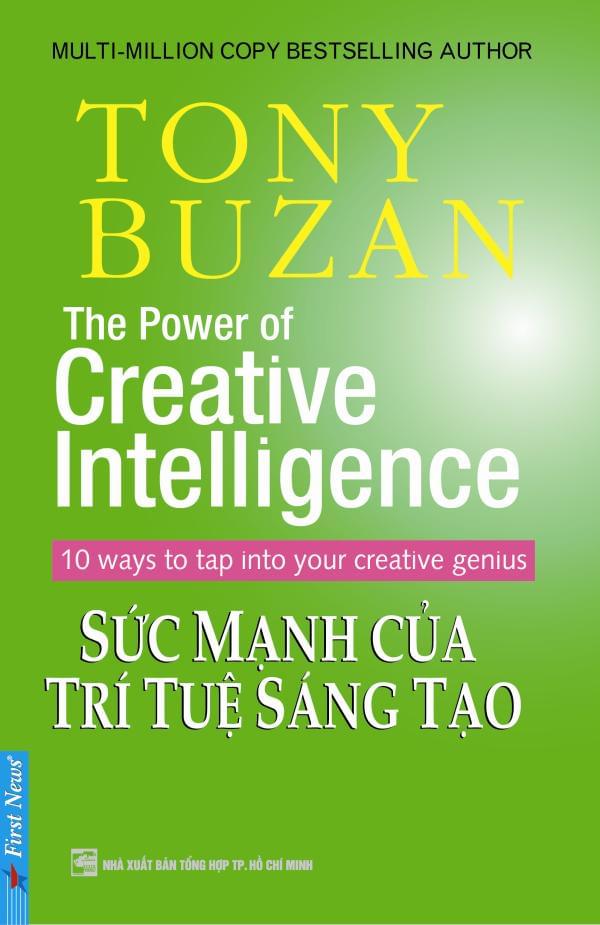 MULTI-MILLION COPY BESTSELLING AUTHOR
TONY
BUZAN
The Power of
Creative
Intelligence
10 ways to tap into your creative genius
SỨC MẠNH CỦA
TRÍ TUỆ SÁNG TẠO
First News®
NHÀ XUẤT BẢN TỔNG HỢP TP. HỒ CHÍ MINH